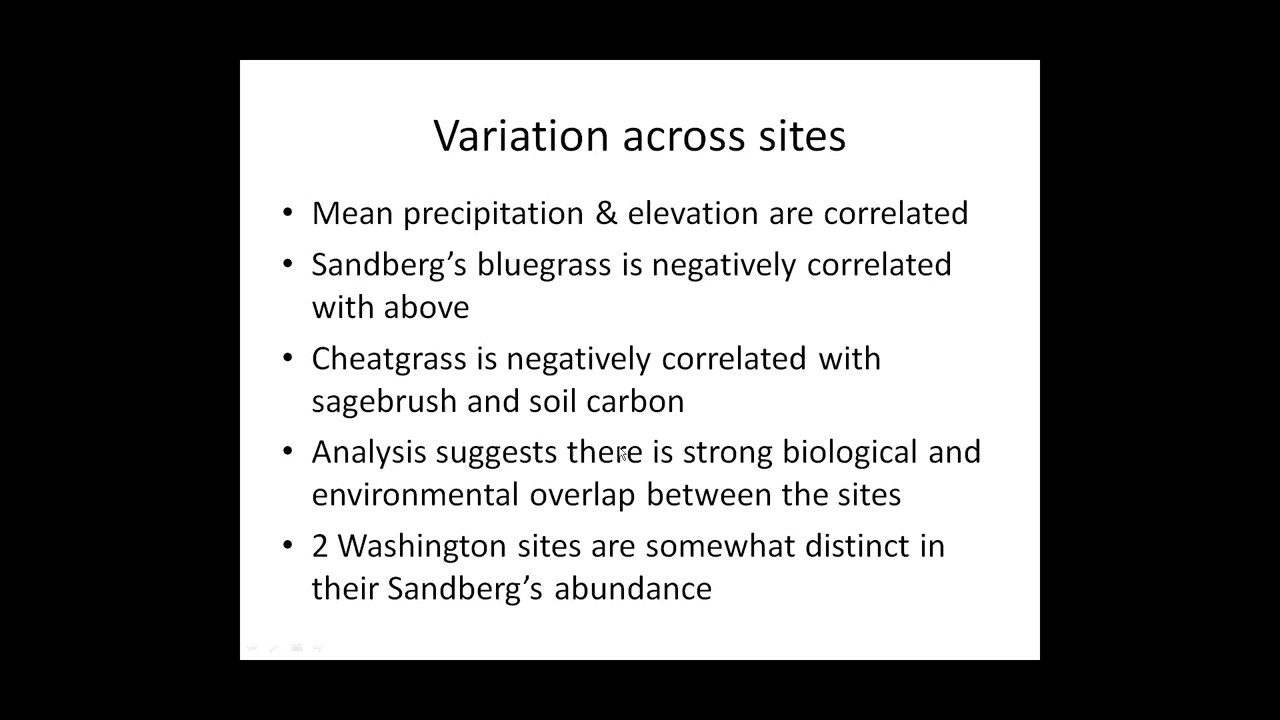 Variation across sites
• Mean precipitation & elevation are correlated
• Sandberg’s bluegrass is negatively correlated
with above
• Cheatgrass is negatively correlated with
sagebrush and soil carbon
• Analysis suggests there is strong biological and
environmental overlap between the sites
• 2 Washington sites are somewhat distinct in
their Sandberg’s abundance